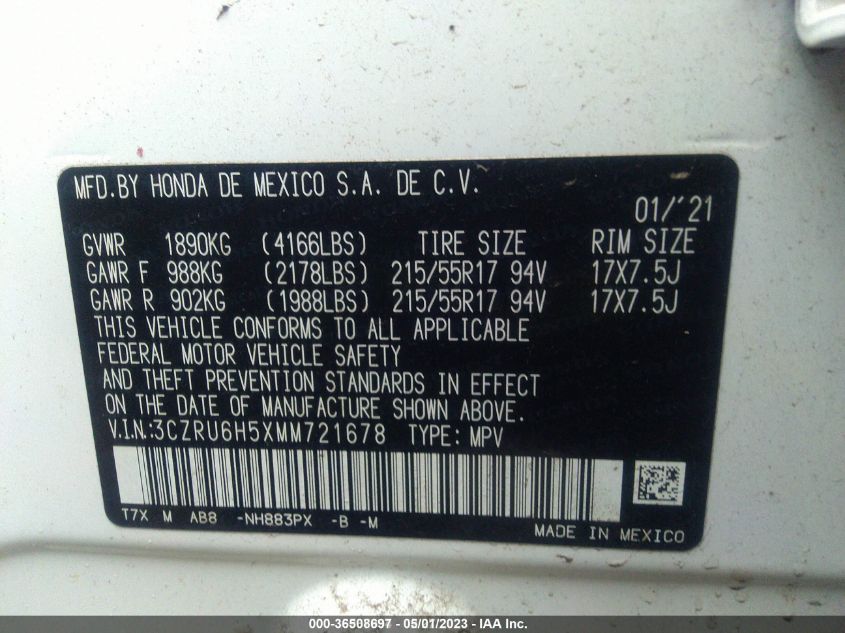 MFD.BY HONDA DE MEXICO S.A. DE C.V.
01/'21
GVWR 1890KG (4166LBS) TIRE SIZE RIM SIZE
GAWR F 988KG (2178LBS) 215/55R17 94V 17X7.5J
GAWR R 902KG (1988LBS) 215/55R17 94V 17X7.5J
THIS VEHICLE CONFORMS TO ALL APPLICABLE
FEDERAL MOTOR VEHICLE SAFETY
AND THEFT PREVENTION STANDARDS IN EFFECT
ON THE DATE OF MANUFACTURE SHOWN ABOVE.
V.I.N.:3CZRU6H5XMM721678 TYPE: MPV
T7X M AB8 -NH883PX -B -M
MADE IN MEXICO
000-36508697 - 05/01/2023 - IAA Inc.